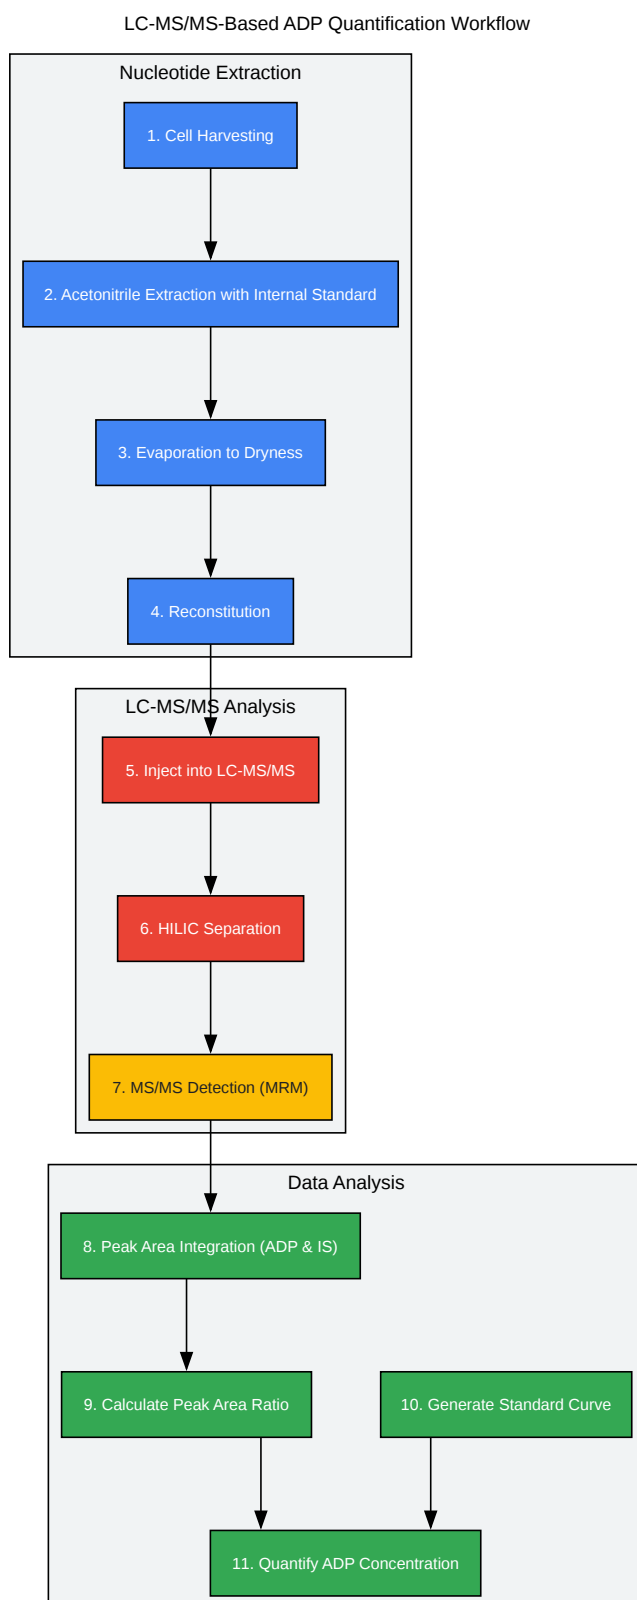 LC-MS/MS-Based ADP Quantification Workflow
Nucleotide Extraction
1. Cell Harvesting
2. Acetonitrile Extraction with Internal Standard
3. Evaporation to Dryness
4. Reconstitution
LC-MS/MS Analysis
5. Inject into LC-MS/MS
6. HILIC Separation
7. MS/MS Detection (MRM)
Data Analysis
8. Peak Area Integration (ADP & IS)
9. Calculate Peak Area Ratio
10. Generate Standard Curve
11. Quantify ADP Concentration